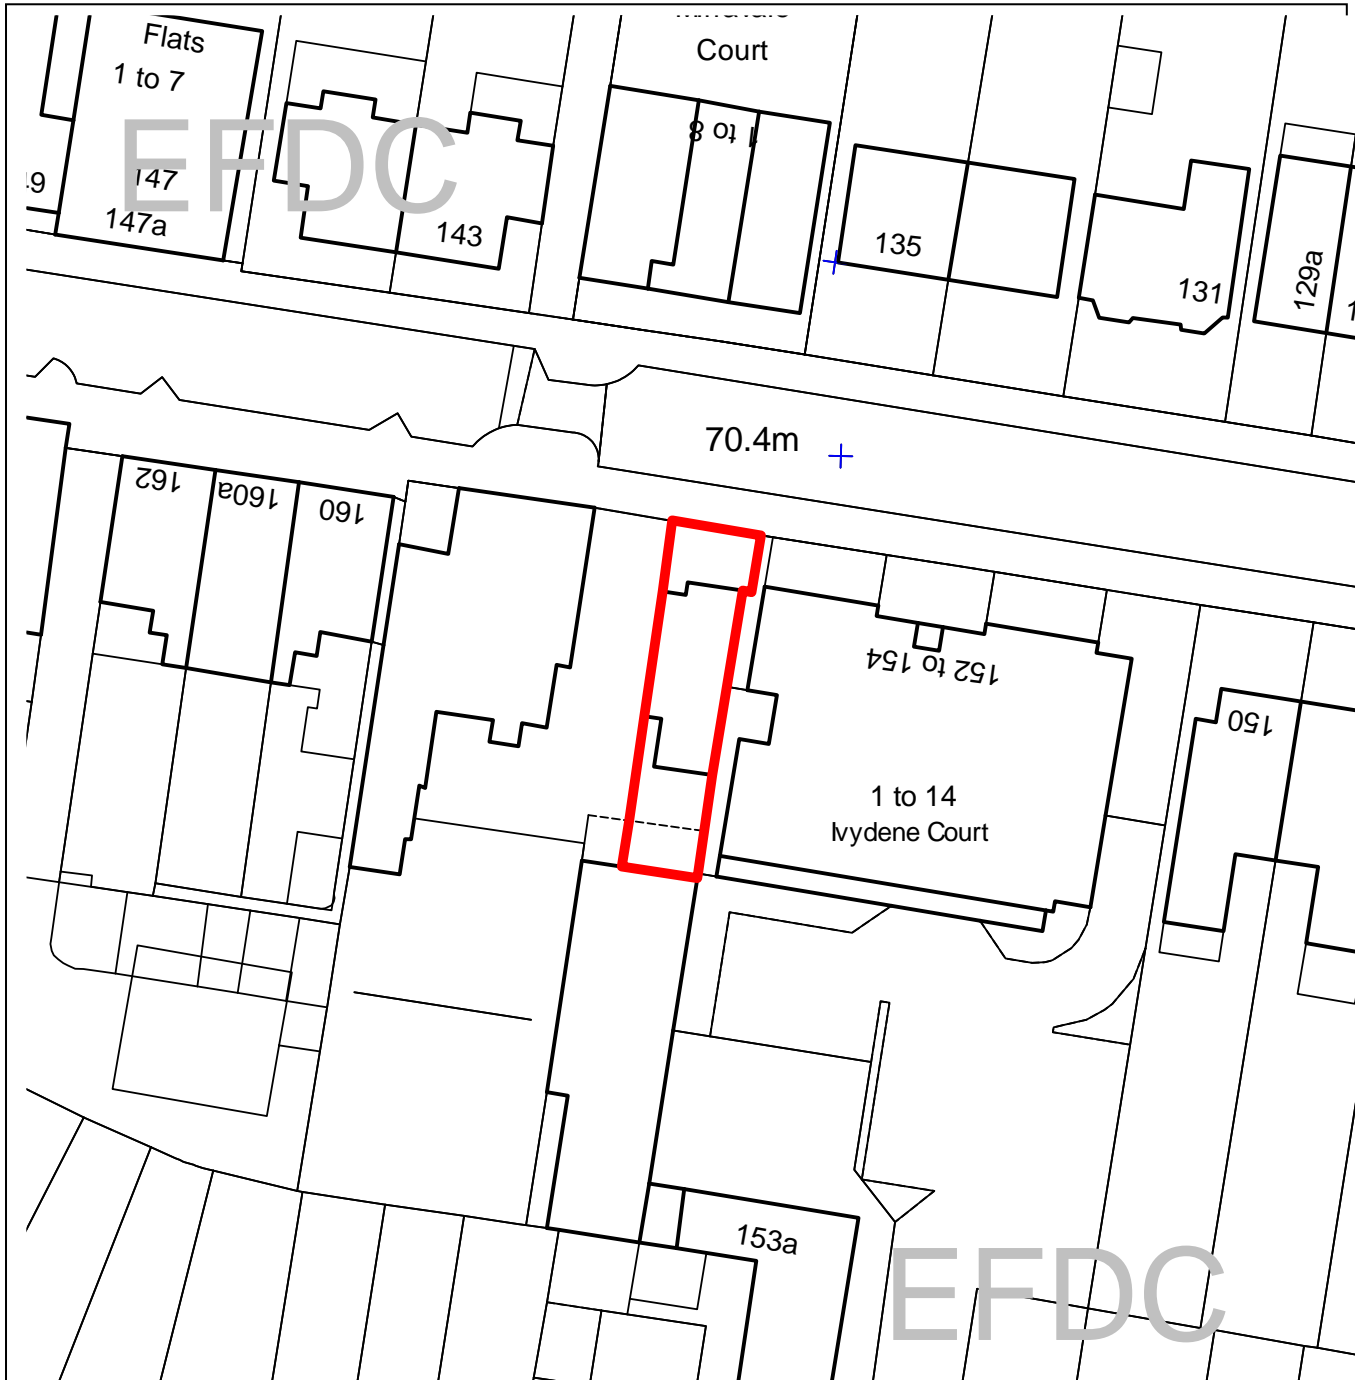 Court
Flats
1 to 7
1 to 8
EFDC
147
147a
143
135
131
129a
70.4m
162
160a
160
152 to 154
150
1 to 14
Ivydene Court
153a
EFDC